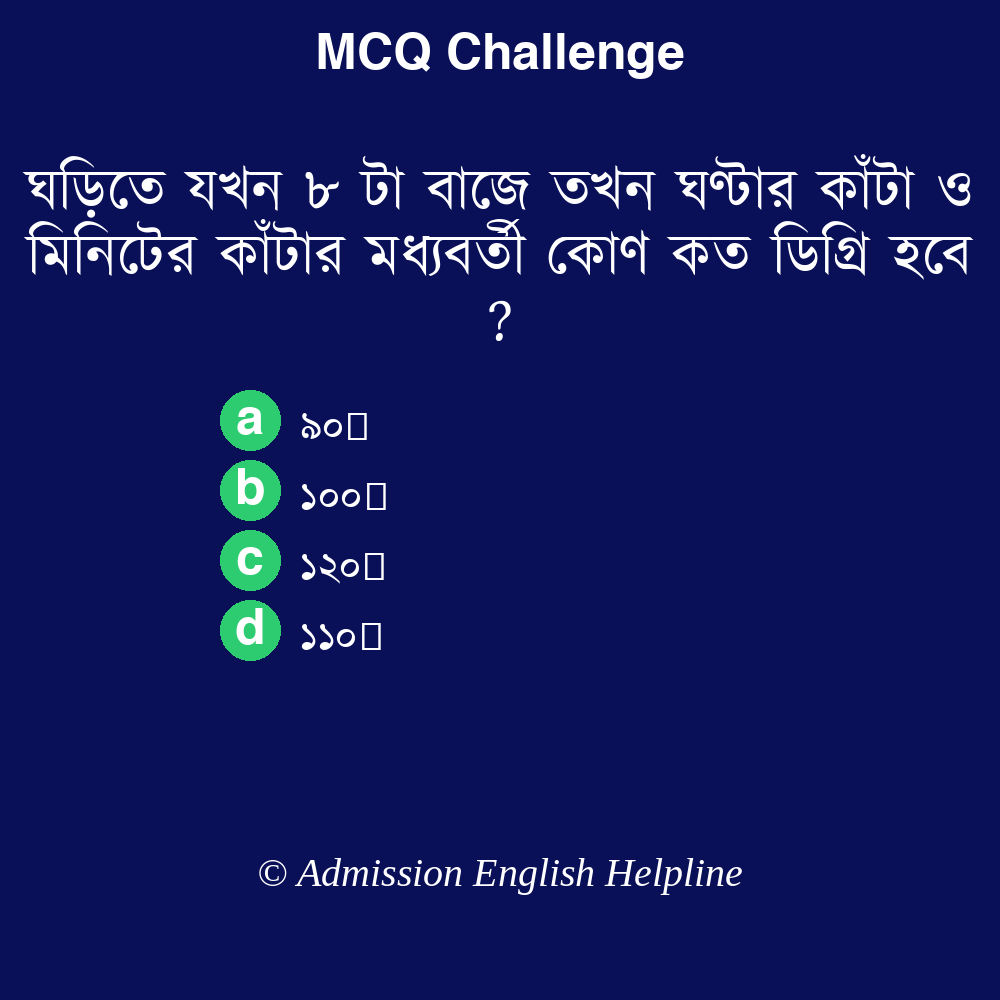 MCQ Challenge
ঘড়িতে যখন ৮ টা বাজে তখন ঘণ্টার কাঁটা ও
মিনিটের কাঁটার মধ্যবর্তী কোণ কত ডিগ্রি হবে
?
a ৯০
b ১০০
c ১২০
d ১১০
© Admission English Helpline